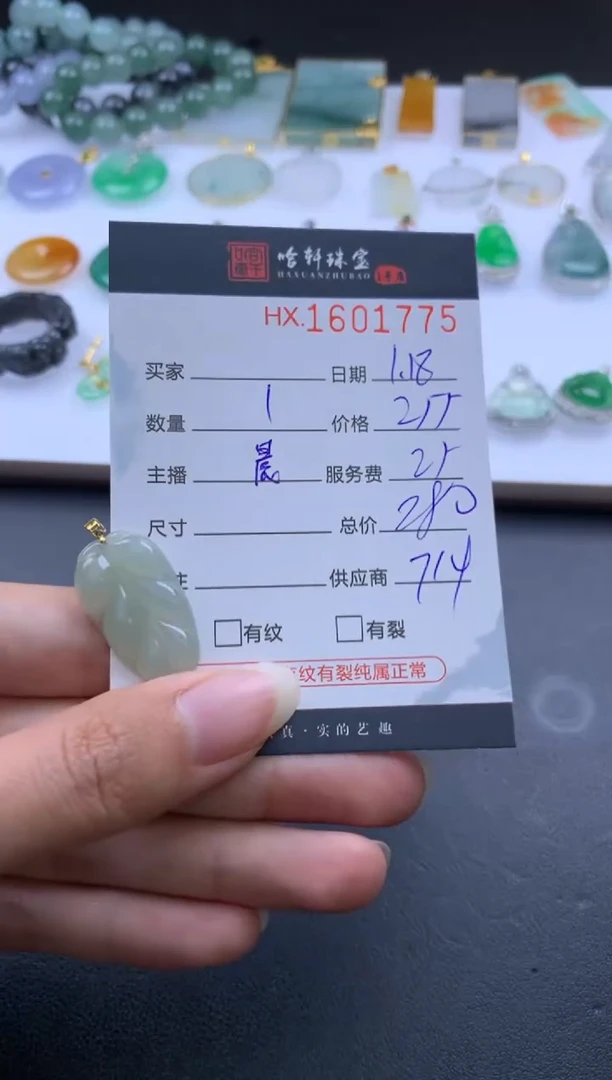 哈轩珠宝
HAXUANZHUBAO
HX.1601775
买家 日期 1.18
数量 1 价格 255
主播 晨 服务费 25
尺寸 总价 280
主 供应商 714
有纹 有裂
纹有裂纯属正常
真·实的艺趣